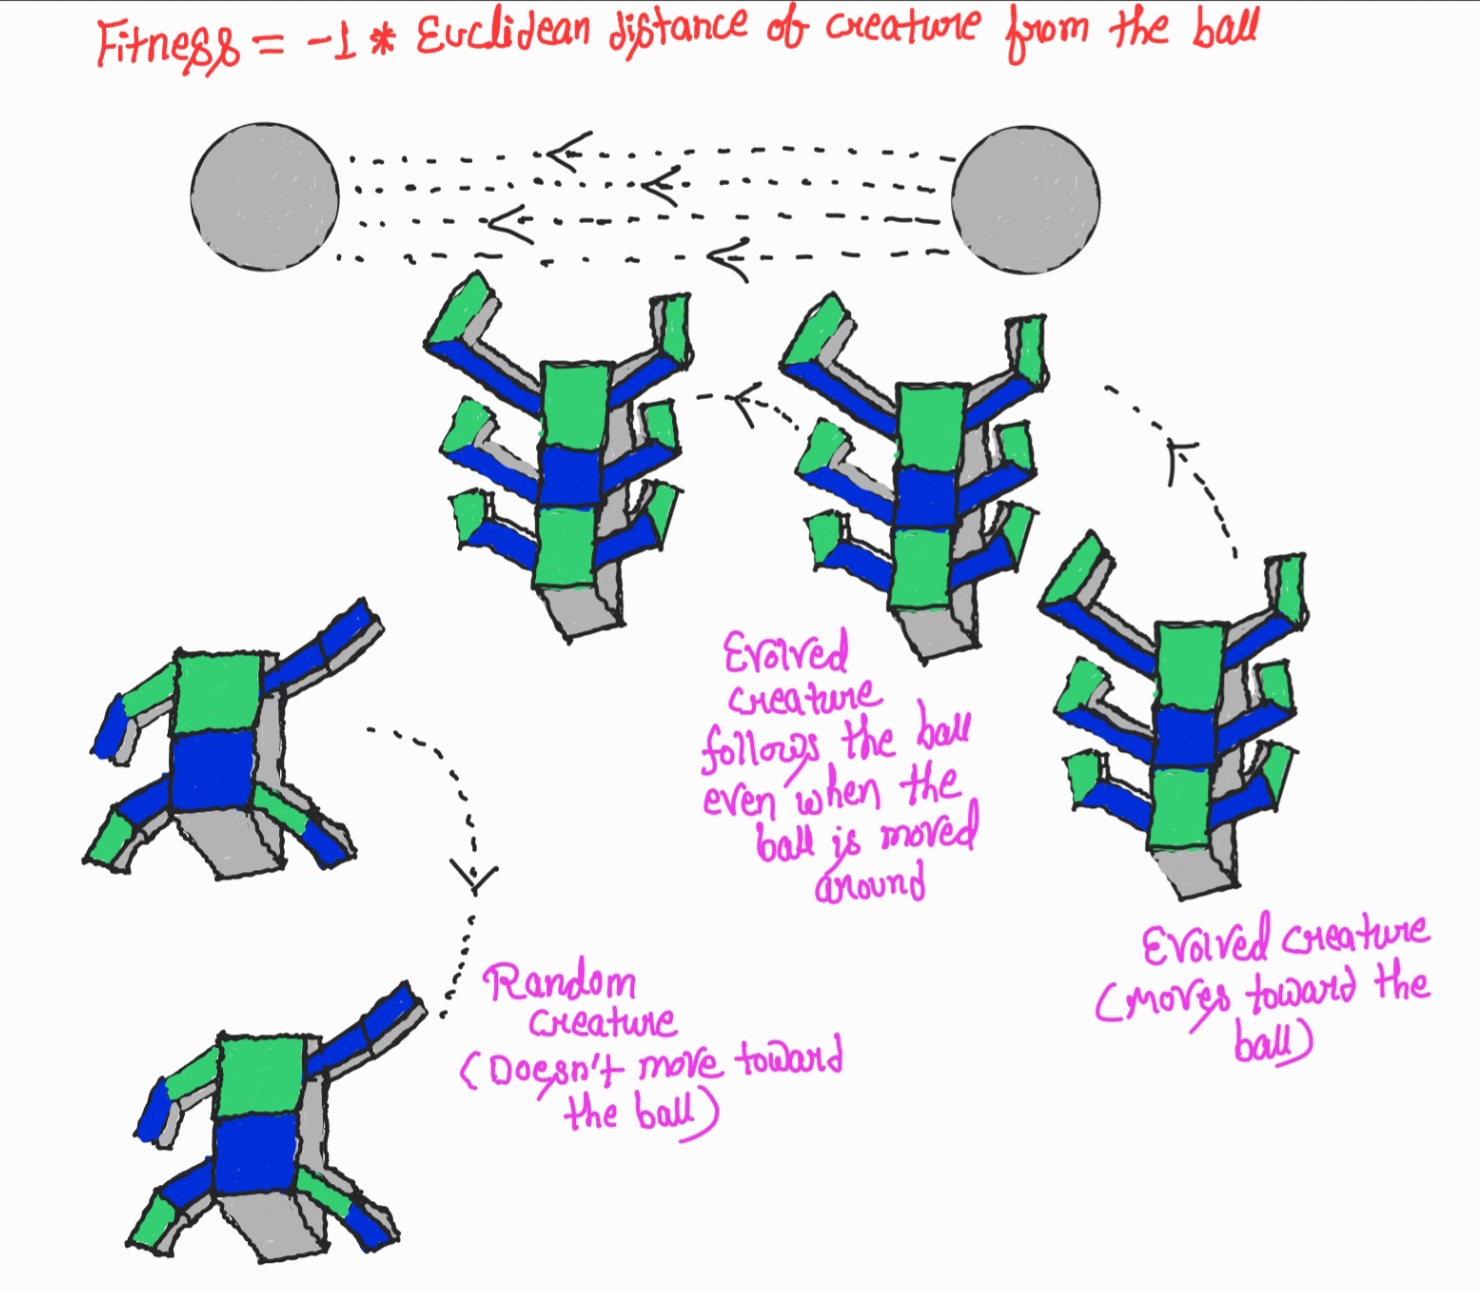 Fitness = -1 * Euclidean distance of creature from the ball
Evolved
creature
follows the ball
even when the
ball is moved
around
Evolved creature
(Moves toward the
ball)
Random
creature
(Doesn't move toward
the ball)